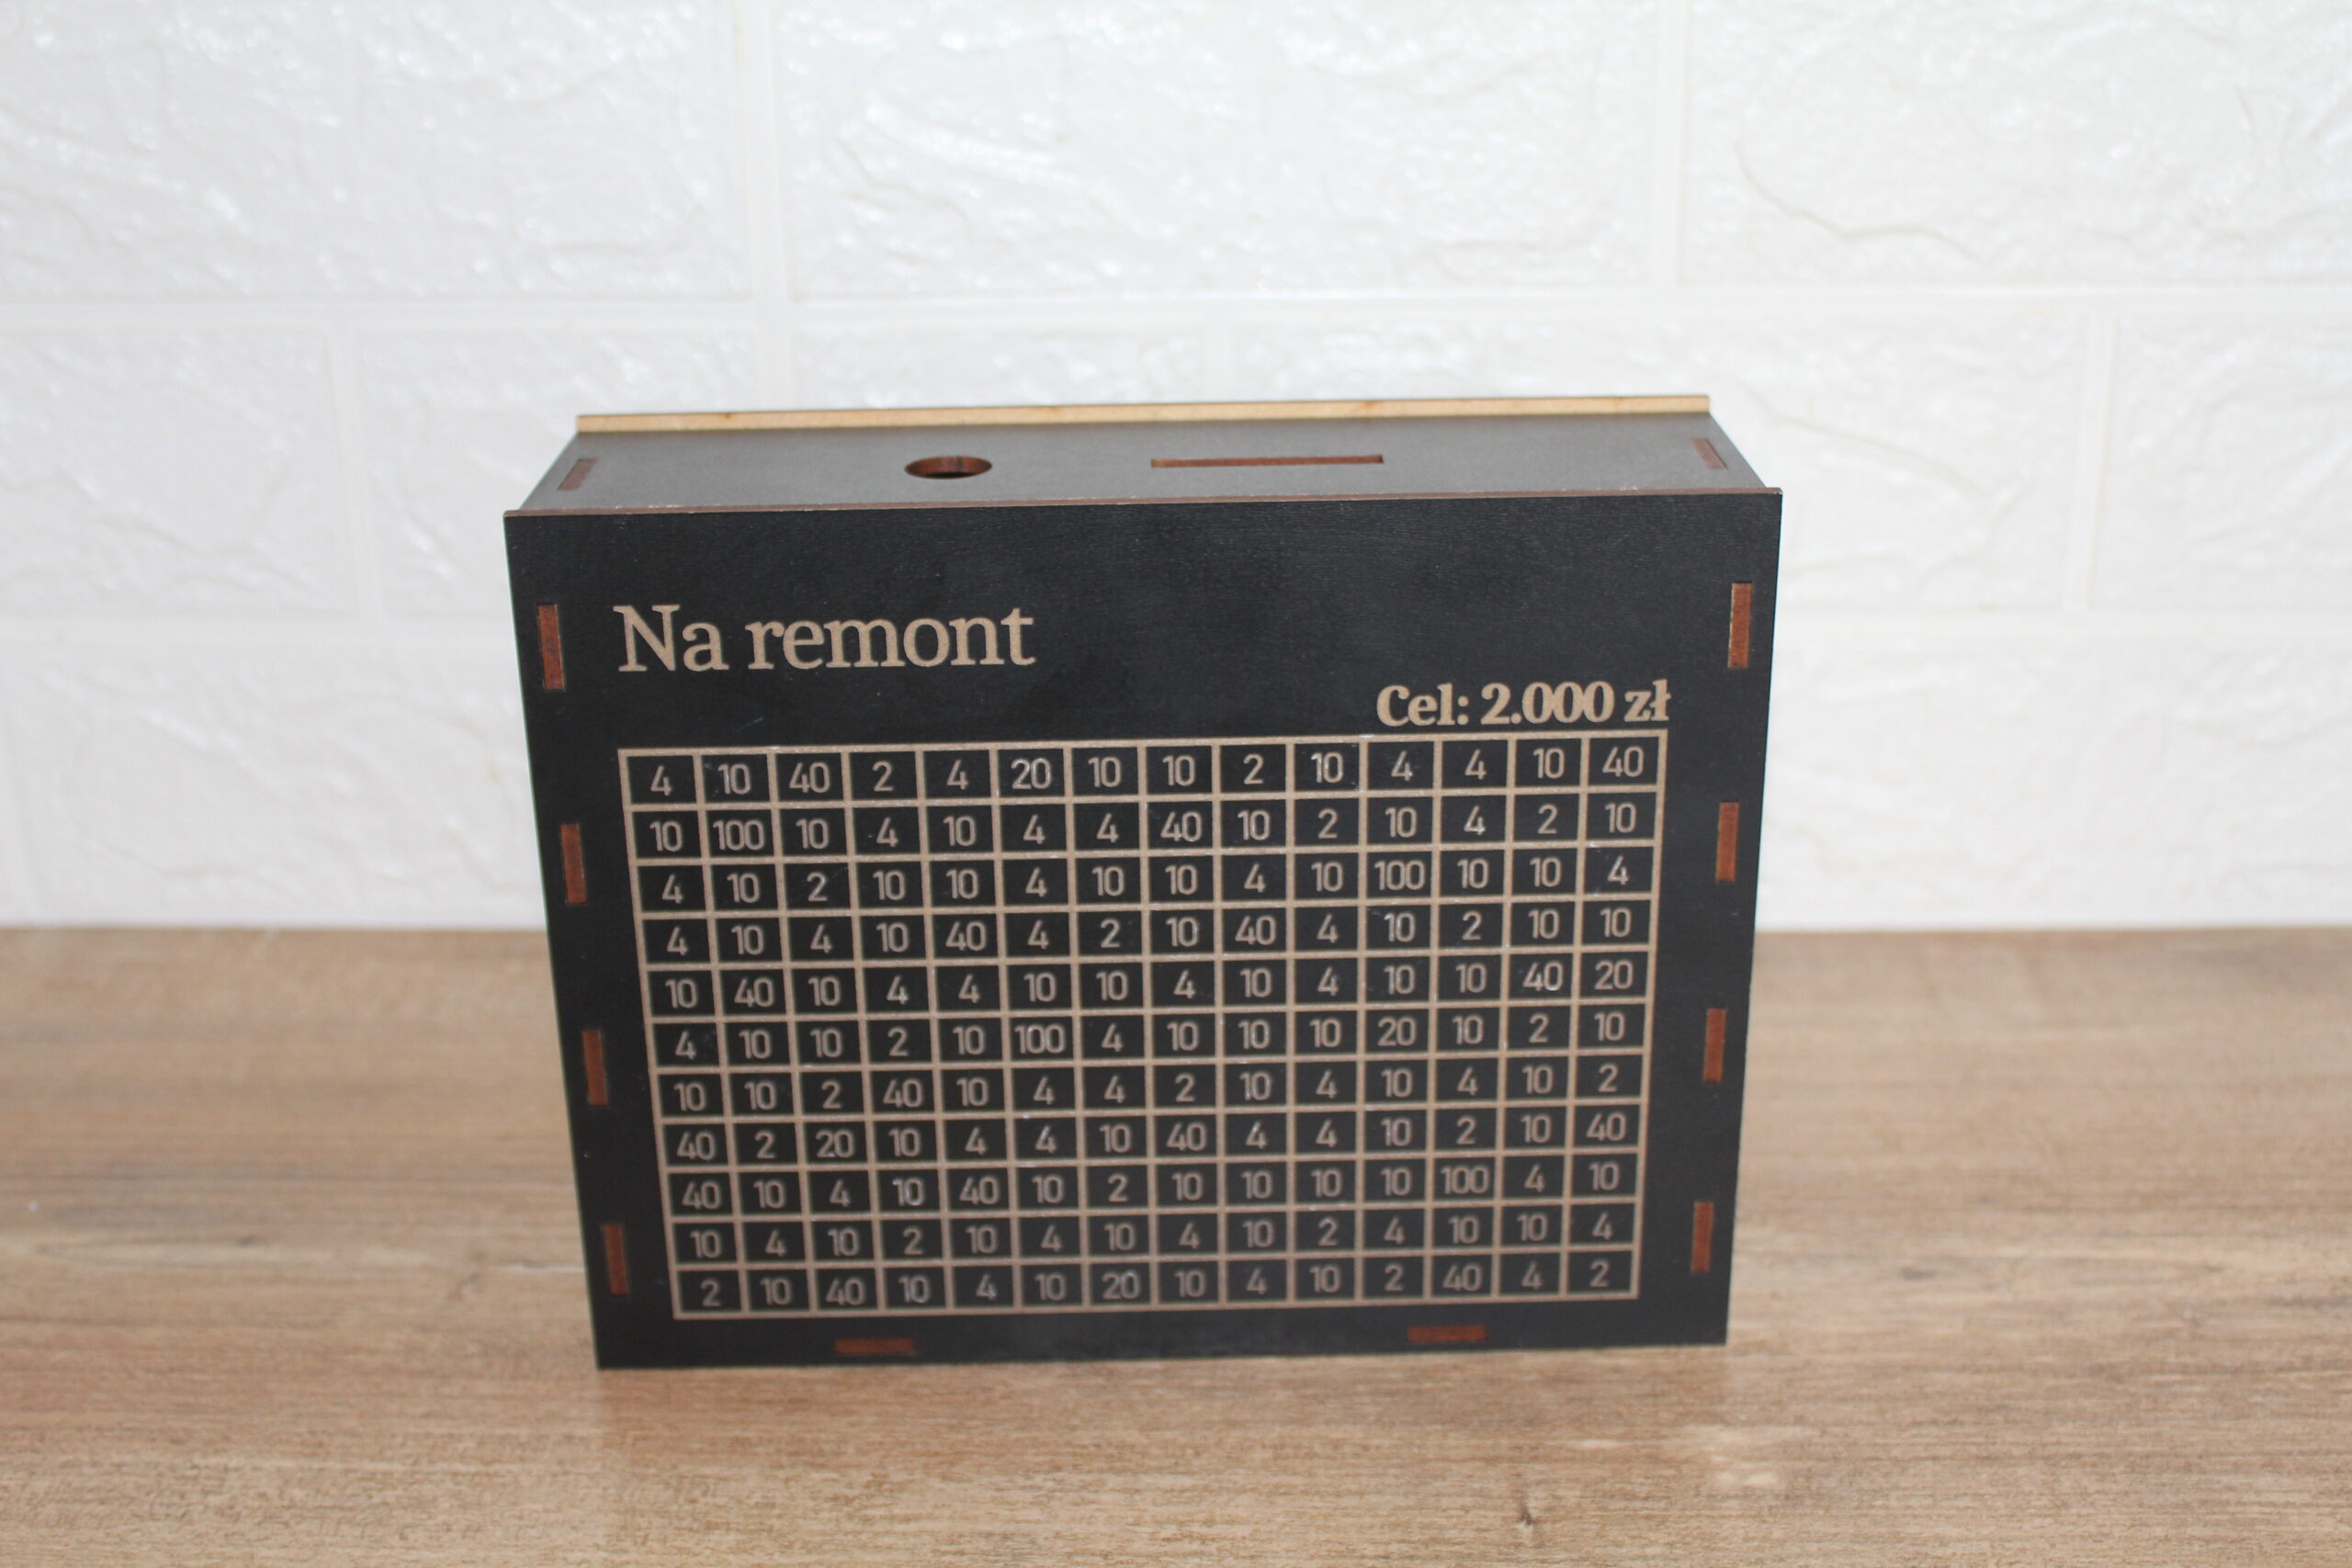 Na remont
Cel: 2.000 zł
4 10 40 2 4 20 10 10 2 10 4 4 10 40
10 100 10 4 10 4 4 40 10 2 10 4 2 10
4 10 2 10 10 4 10 10 4 10 100 10 10 4
4 10 4 10 40 4 2 10 40 4 10 2 10 10
10 40 10 4 4 10 10 4 10 4 10 10 40 20
4 10 10 2 10 100 4 10 10 10 20 10 2 10
10 10 2 40 10 4 4 2 10 4 10 4 10 2
40 2 20 10 4 4 10 40 4 4 10 2 10 40
40 10 4 10 40 10 2 10 10 10 10 100 4 10
10 4 10 2 10 4 10 4 10 2 4 10 10 4
2 10 40 10 4 10 20 10 4 10 2 40 4 2